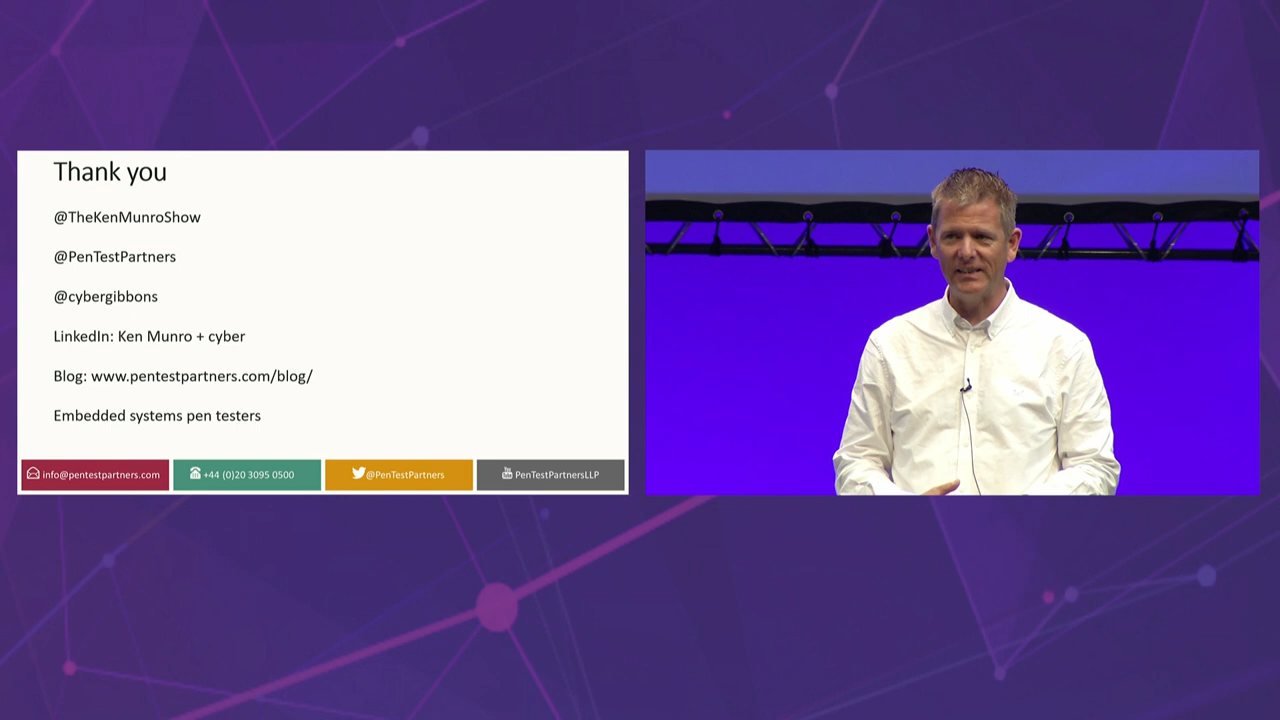 Thank you
@TheKenMunroShow
@PenTestPartners
@cybergibbons
LinkedIn: Ken Munro + cyber
Blog: www.pentestpartners.com/blog/
Embedded systems pen testers
info@pentestpartners.com
+44 (0)20 3095 0500
@PenTestPartners
PenTestPartnersLLP